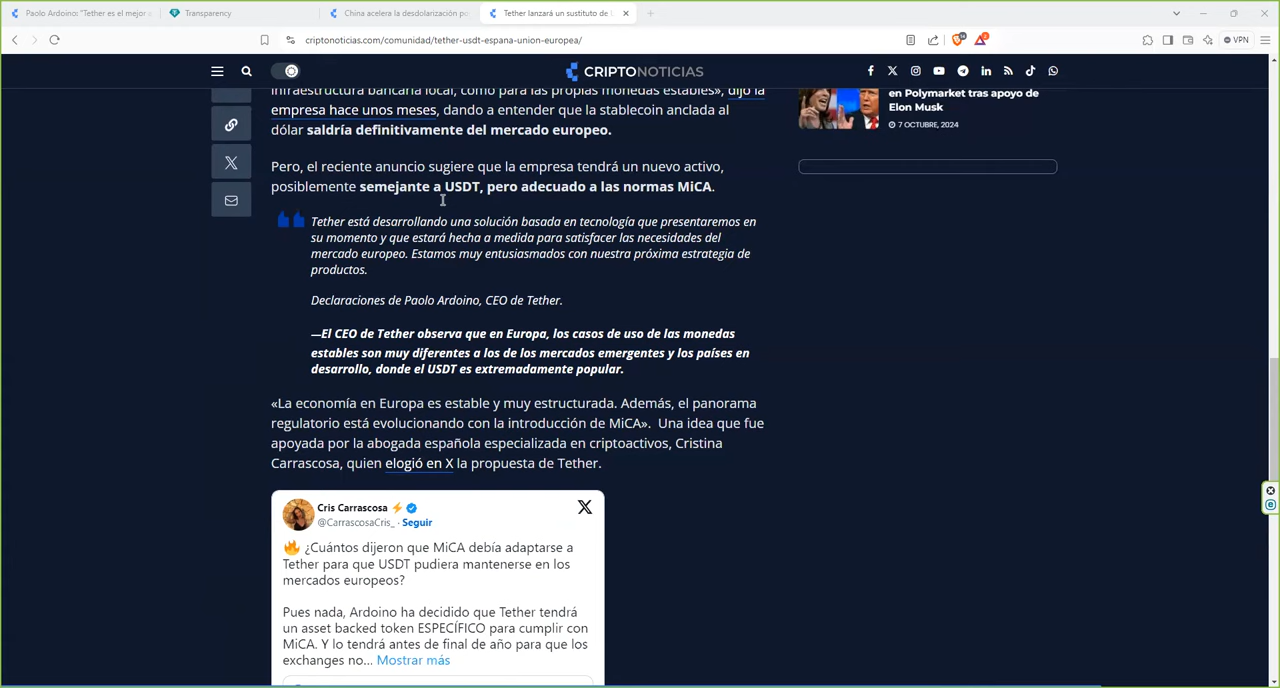 Paolo Ardoino: "Tether es el mejor a
Transparency
China acelera la desdolarización po
Tether lanzará un sustituto de
criptonoticias.com/comunidad/tether-usdt-espana-union-europea/
VPN
CRIPTONOTICIAS
infraestructura bancaria local, como para las propias monedas estables», dijo la
empresa hace unos meses, dando a entender que la stablecoin anclada al
dólar saldría definitivamente del mercado europeo.
Pero, el reciente anuncio sugiere que la empresa tendrá un nuevo activo,
posiblemente semejante a USDT, pero adecuado a las normas MiCA.
Tether está desarrollando una solución basada en tecnología que presentaremos en
su momento y que estará hecha a medida para satisfacer las necesidades del
mercado europeo. Estamos muy entusiasmados con nuestra próxima estrategia de
productos.
Declaraciones de Paolo Ardoino, CEO de Tether.
—El CEO de Tether observa que en Europa, los casos de uso de las monedas
estables son muy diferentes a los de los mercados emergentes y los países en
desarrollo, donde el USDT es extremadamente popular.
«La economía en Europa es estable y muy estructurada. Además, el panorama
regulatorio está evolucionando con la introducción de MiCA». Una idea que fue
apoyada por la abogada española especializada en criptoactivos, Cristina
Carrascosa, quien elogió en X la propuesta de Tether.
Cris Carrascosa
@CarrascosaCris_ · Seguir
¿Cuántos dijeron que MiCA debía adaptarse a
Tether para que USDT pudiera mantenerse en los
mercados europeos?
Pues nada, Ardoino ha decidido que Tether tendrá
un asset backed token ESPECÍFICO para cumplir con
MiCA. Y lo tendrá antes de final de año para que los
exchanges no... Mostrar más
en Polymarket tras apoyo de
Elon Musk
7 OCTUBRE, 2024